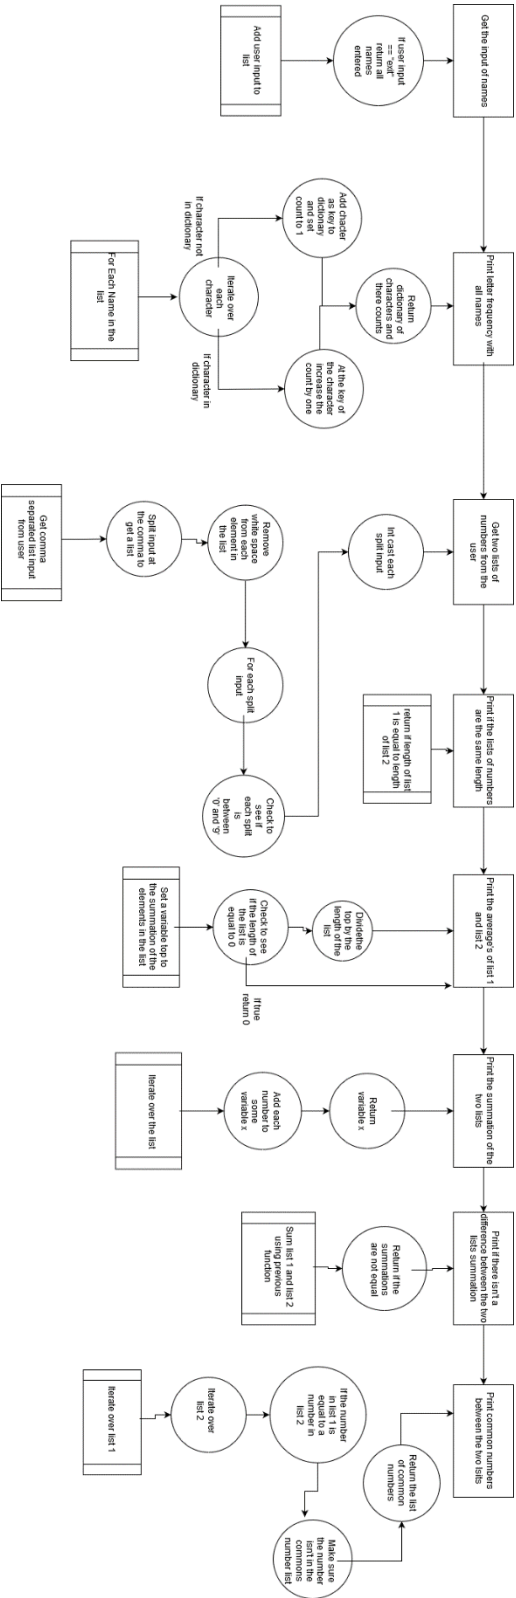 Get the input of names
If user input
== "exit"
return all
names
entered
Add user input to
list
Print letter frequency with
all names
Return
dictionary of
characters and
there counts
Add chacter
as key to
dictionary
and set
count to 1
At the key of
the character
increase the
count by one
If character not
in dictionary
Iterate over
each
character
If character in
dictionary
For Each Name in the
list
Get two lists of
numbers from the
user
Int cast each
split input
Remove
white space
from each
element in
the list
For each split
input
Check to
see if
each split
is
between
'0' and '9'
Split input at
the comma to
get a list
Get comma
separated list input
from user
Print if the lists of numbers
are the same length
return if length of list
1 is equal to length
of list 2
Print the average's of list 1
and list 2
Dividethe
top by the
length of the
list
Check to see
if the length of
the list is
equal to 0
If true
return 0
Set a variable top to
the summation of the
elements in the list
Print the summation of the
two lists
Return
variable x
Add each
number to
some
variable x
Iterate over the list
Print if there isn't a
difference between the two
lists summation
Return if the
summations
are not equal
Sum list 1 and list 2
using previous
function
Print common numbers
between the two lsits
Return the list
of common
numbers
If the number
in list 1 is
equal to a
number in
list 2
Make sure
the number
isnt in the
commons
number list
Iterate over
list 2
Iterate over list 1